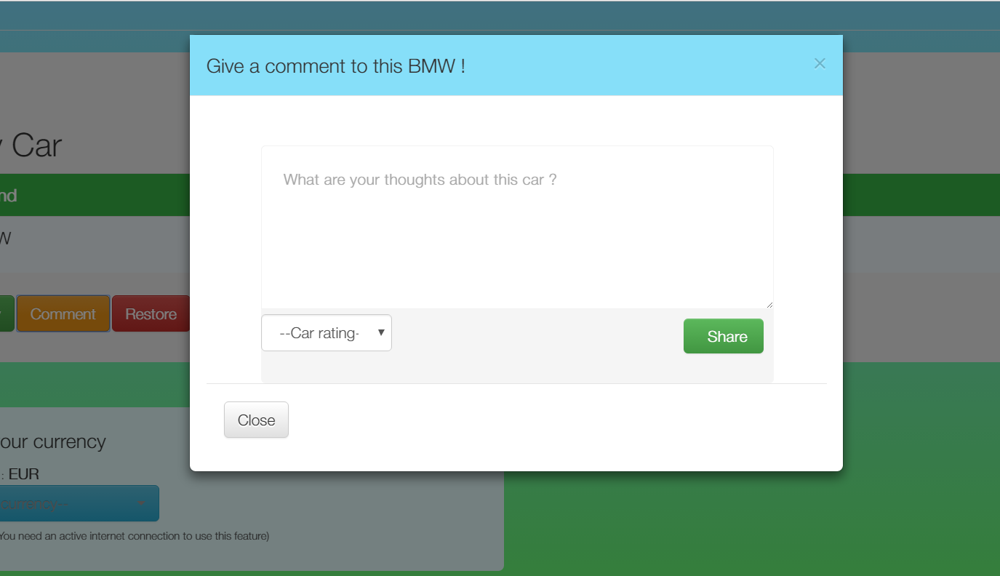 Give a comment to this BMW !
×
What are your thoughts about this car ?
--Car rating-
Share
Close
Car
Comment
Restore
our currency
: EUR
currency--
You need an active internet connection to use this feature)